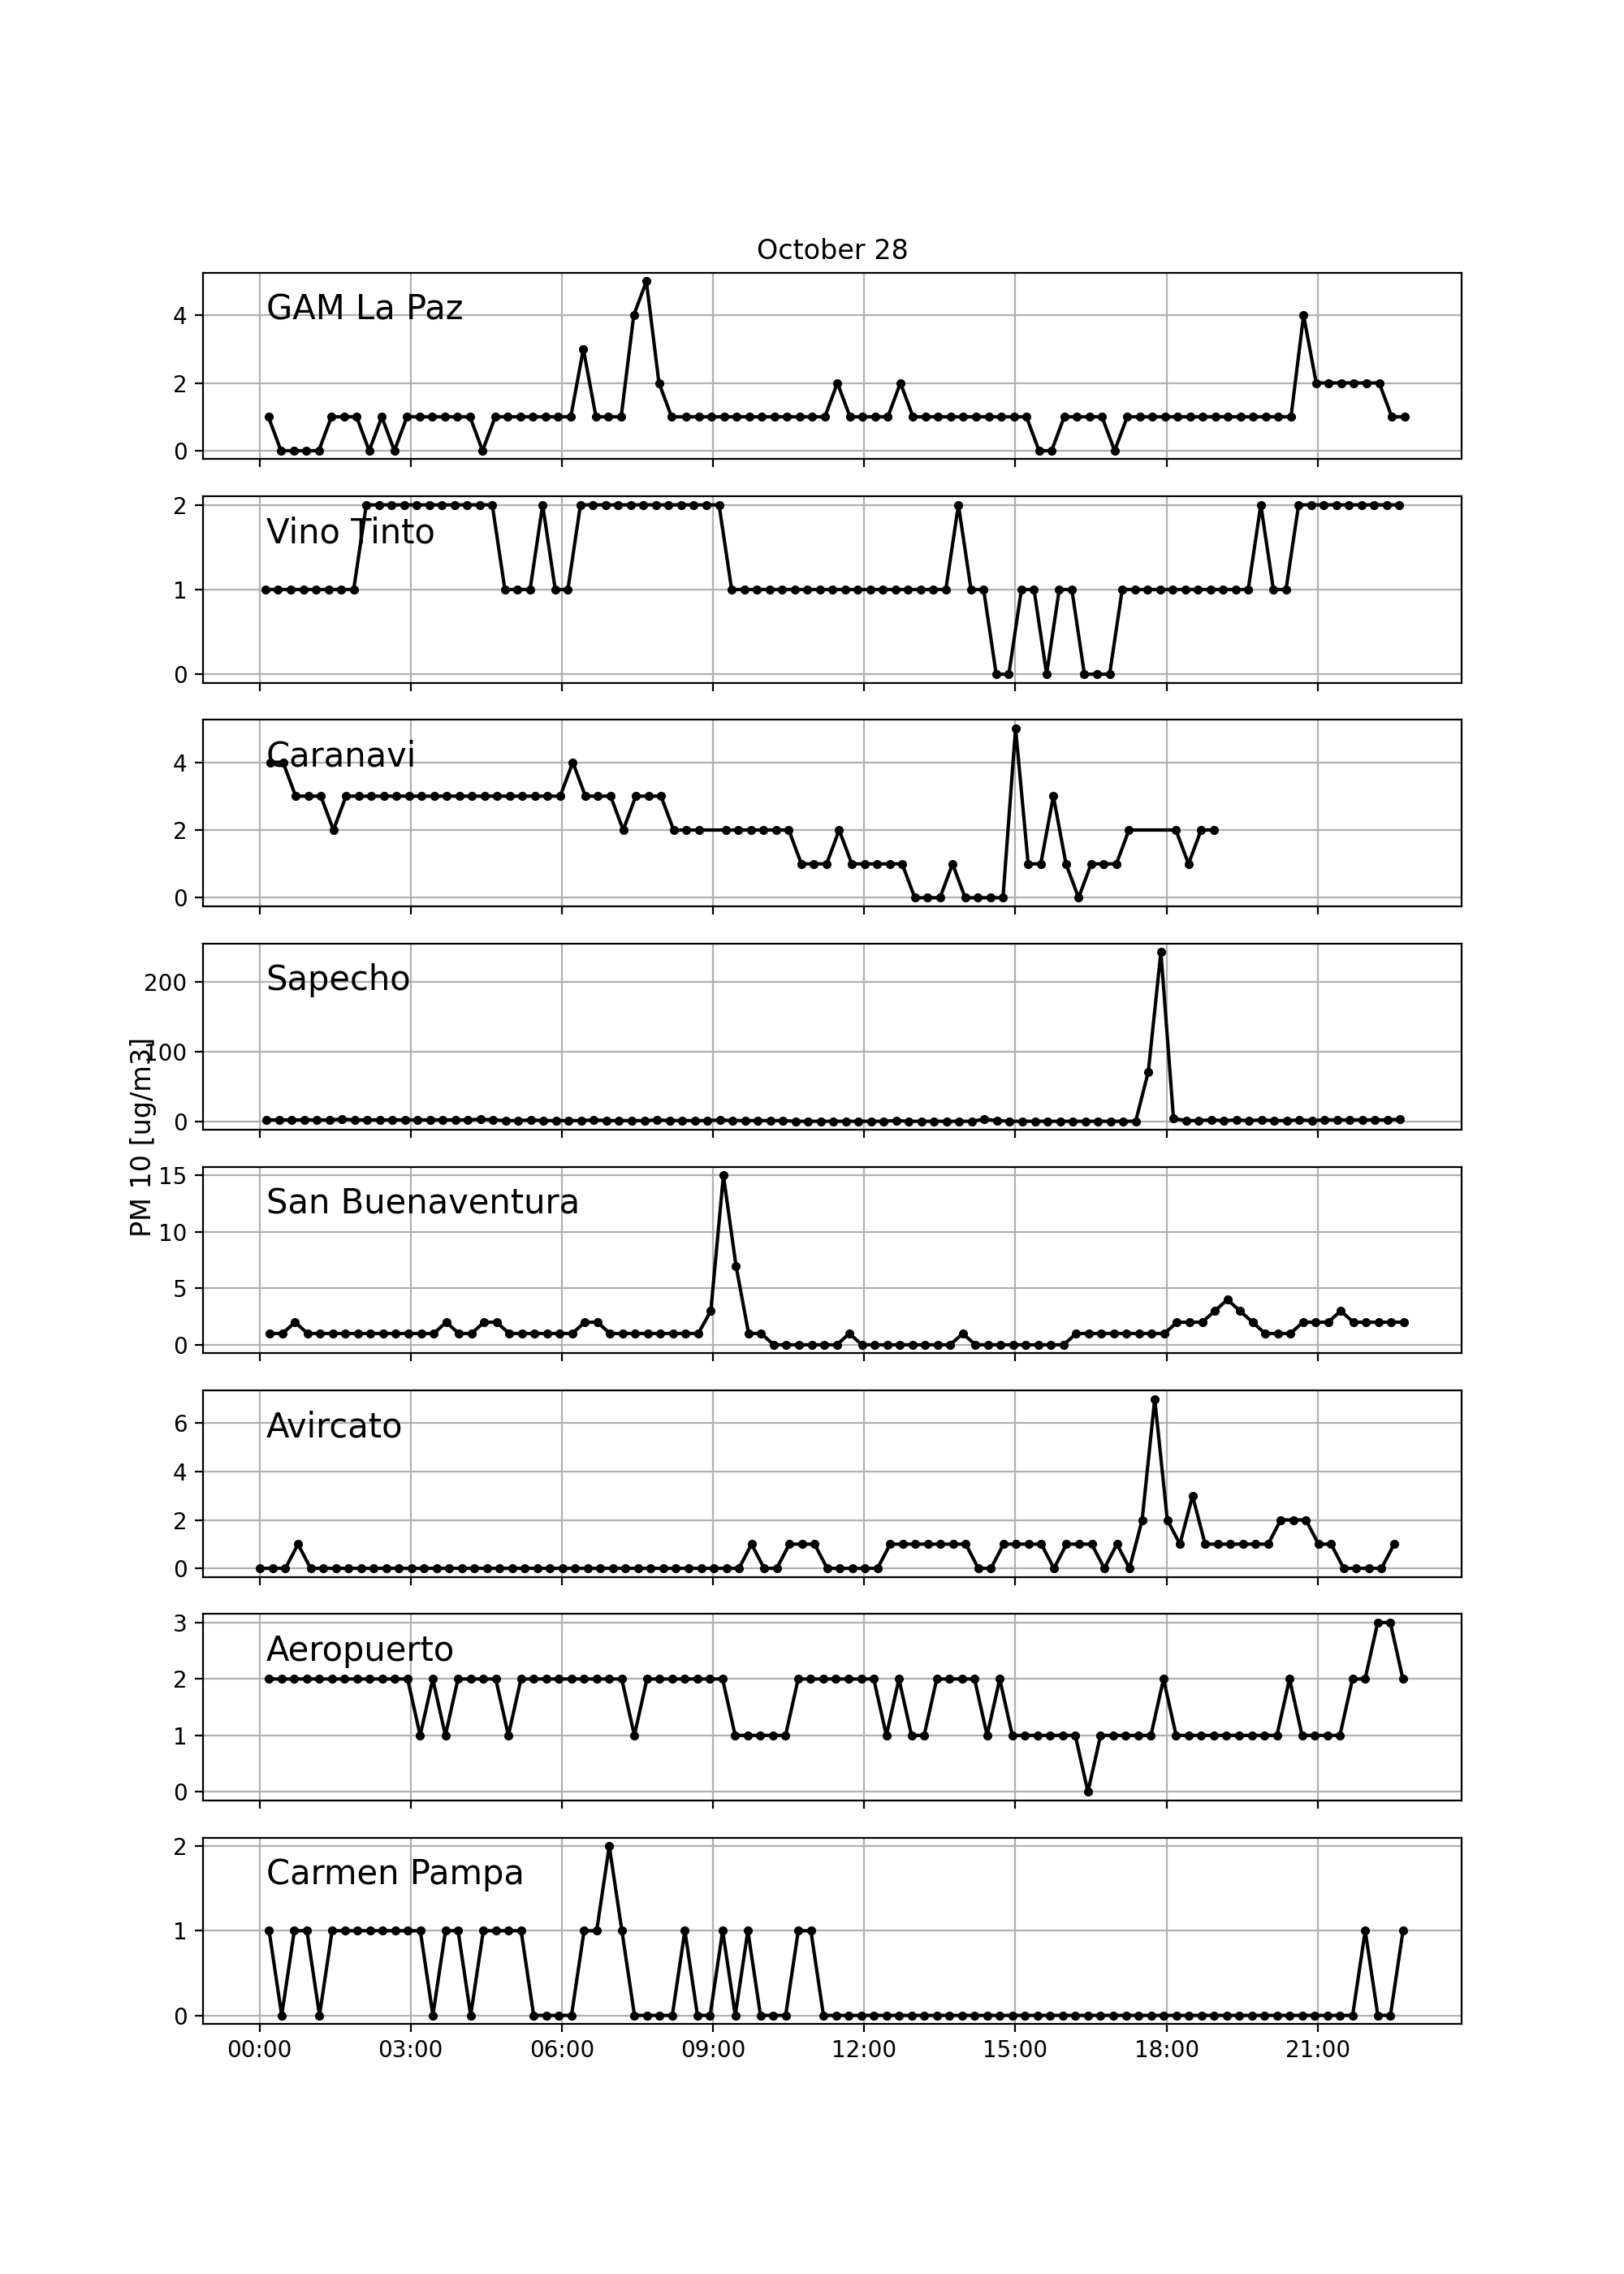 October 28
GAM La Paz
4
2
0
Vino Tinto
2
1
0
Caranavi
4
2
0
Sapecho
200
100
0
PM 10 [ug/m3]
San Buenaventura
15
10
5
0
Avircato
6
4
2
0
Aeropuerto
3
2
1
0
Carmen Pampa
2
1
0
00:00 03:00 06:00 09:00 12:00 15:00 18:00 21:00